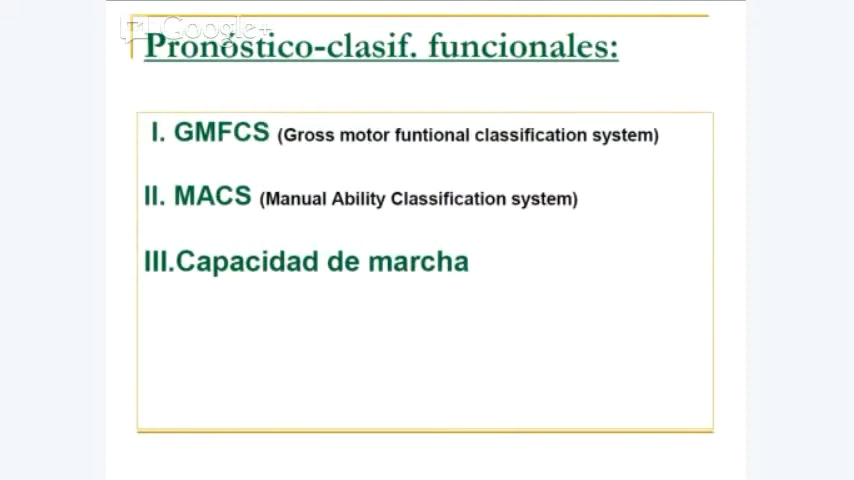 Google+
Pronóstico-clasif. funcionales:
I. GMFCS (Gross motor funtional classification system)
II. MACS (Manual Ability Classification system)
III.Capacidad de marcha